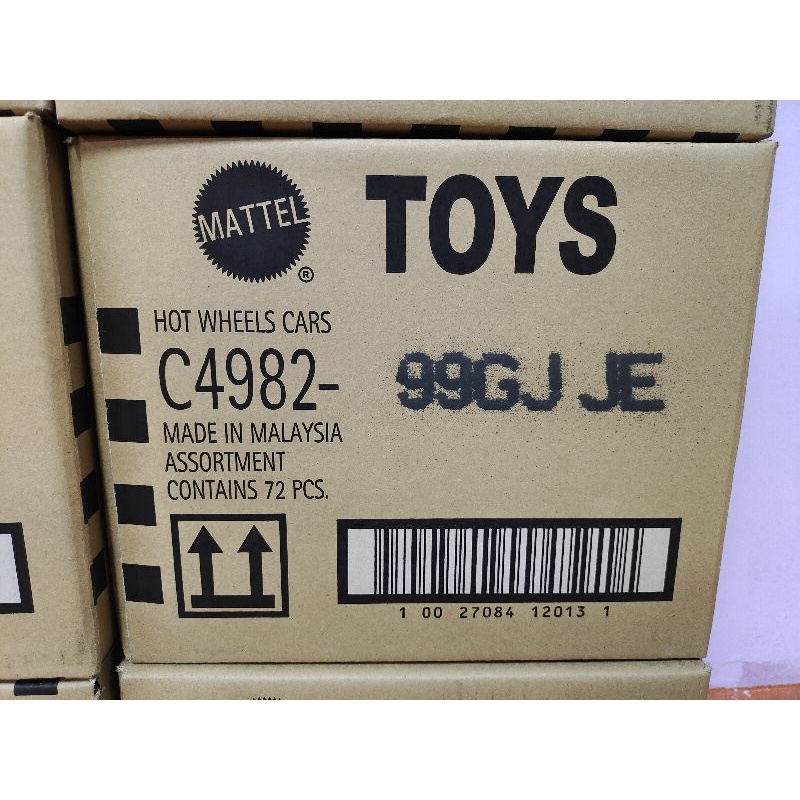 MATTEL
®
TOYS
HOT WHEELS CARS
C4982-
99GJ JE
MADE IN MALAYSIA
ASSORTMENT
CONTAINS 72 PCS.
1 00 27084 12013 1